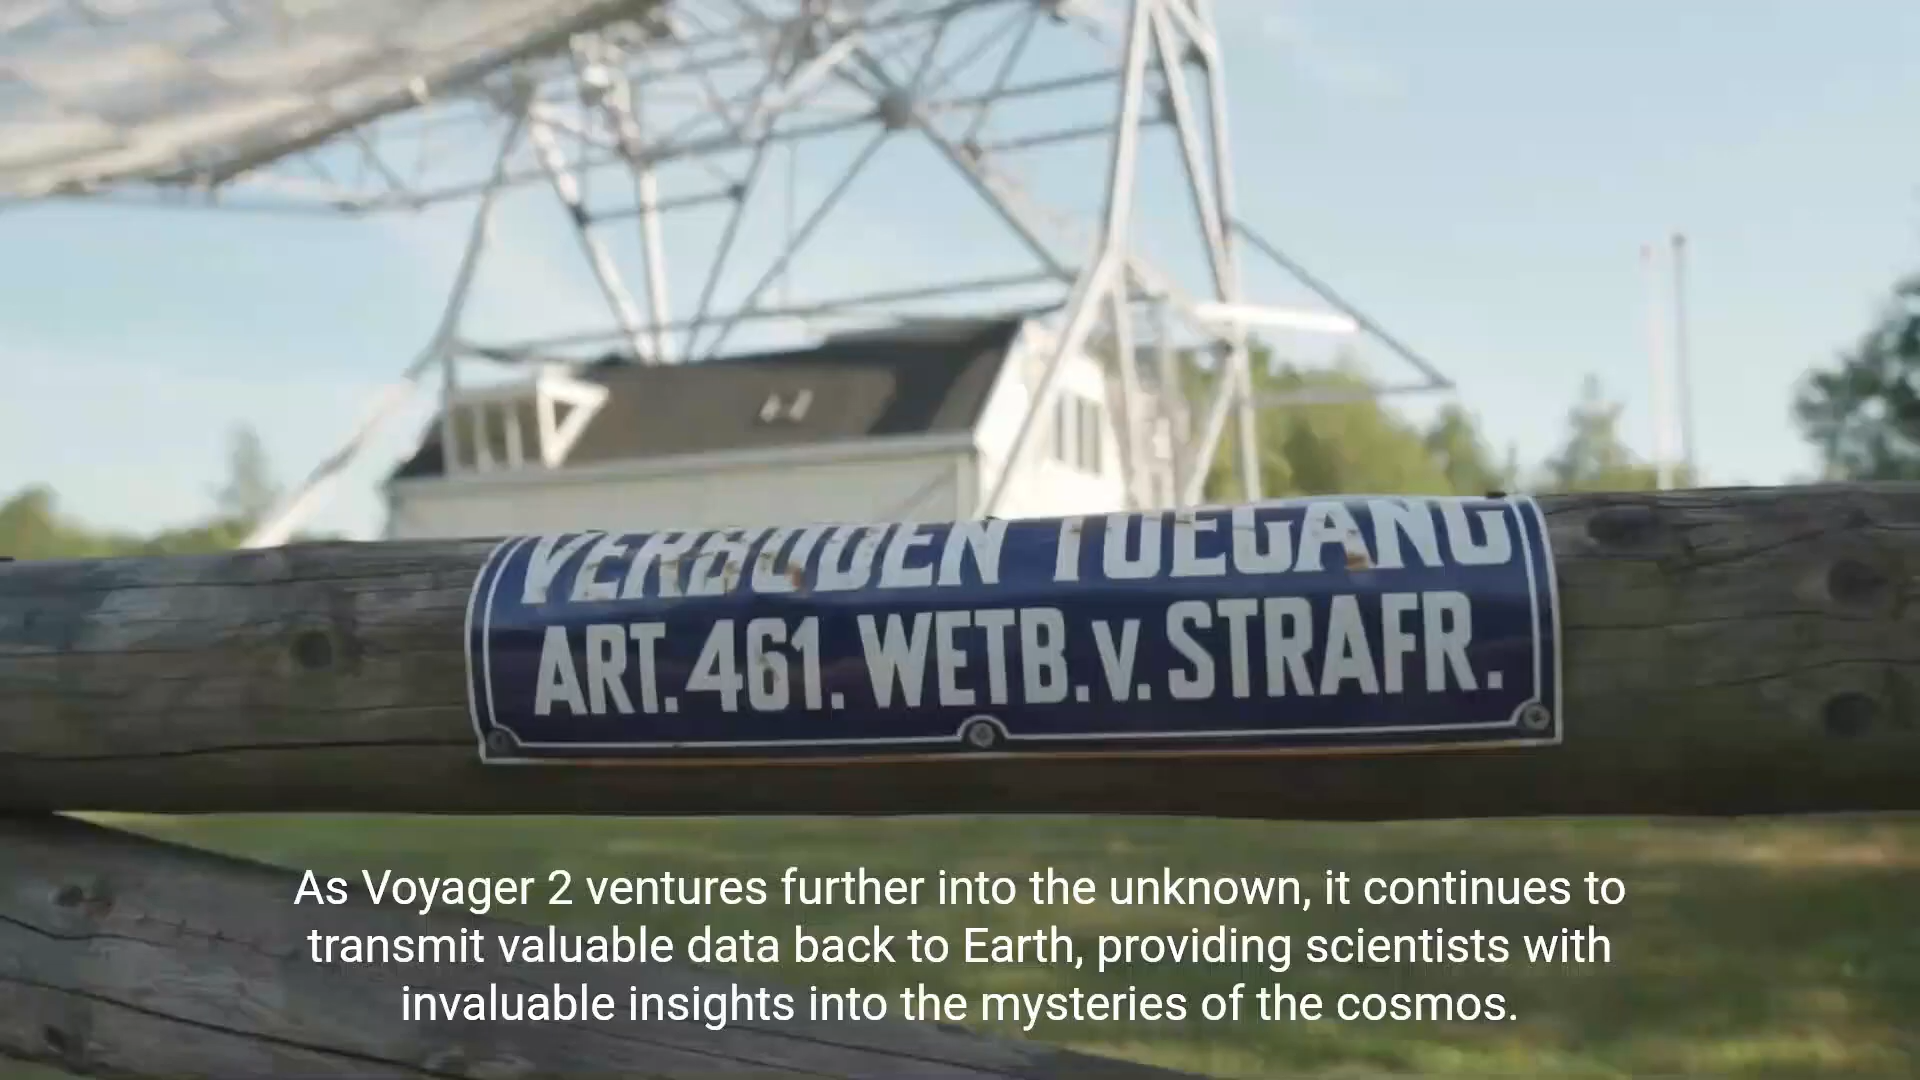 VERBODEN TOEGANG
ART. 461. WETB. v. STRAFR.
As Voyager 2 ventures further into the unknown, it continues to
transmit valuable data back to Earth, providing scientists with
invaluable insights into the mysteries of the cosmos.